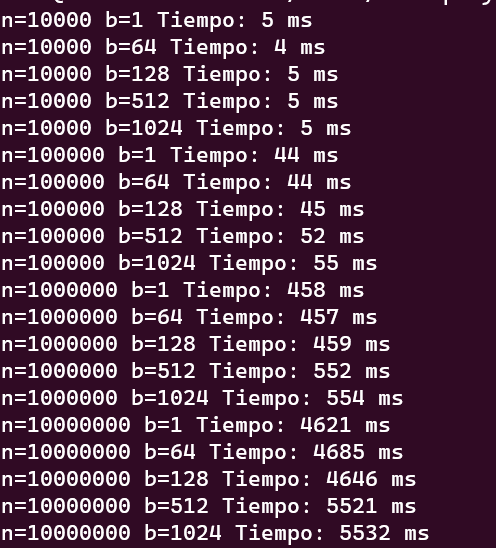 n=10000 b=1 Tiempo: 5 ms
n=10000 b=64 Tiempo: 4 ms
n=10000 b=128 Tiempo: 5 ms
n=10000 b=512 Tiempo: 5 ms
n=10000 b=1024 Tiempo: 5 ms
n=100000 b=1 Tiempo: 44 ms
n=100000 b=64 Tiempo: 44 ms
n=100000 b=128 Tiempo: 45 ms
n=100000 b=512 Tiempo: 52 ms
n=100000 b=1024 Tiempo: 55 ms
n=1000000 b=1 Tiempo: 458 ms
n=1000000 b=64 Tiempo: 457 ms
n=1000000 b=128 Tiempo: 459 ms
n=1000000 b=512 Tiempo: 552 ms
n=1000000 b=1024 Tiempo: 554 ms
n=10000000 b=1 Tiempo: 4621 ms
n=10000000 b=64 Tiempo: 4685 ms
n=10000000 b=128 Tiempo: 4646 ms
n=10000000 b=512 Tiempo: 5521 ms
n=10000000 b=1024 Tiempo: 5532 ms